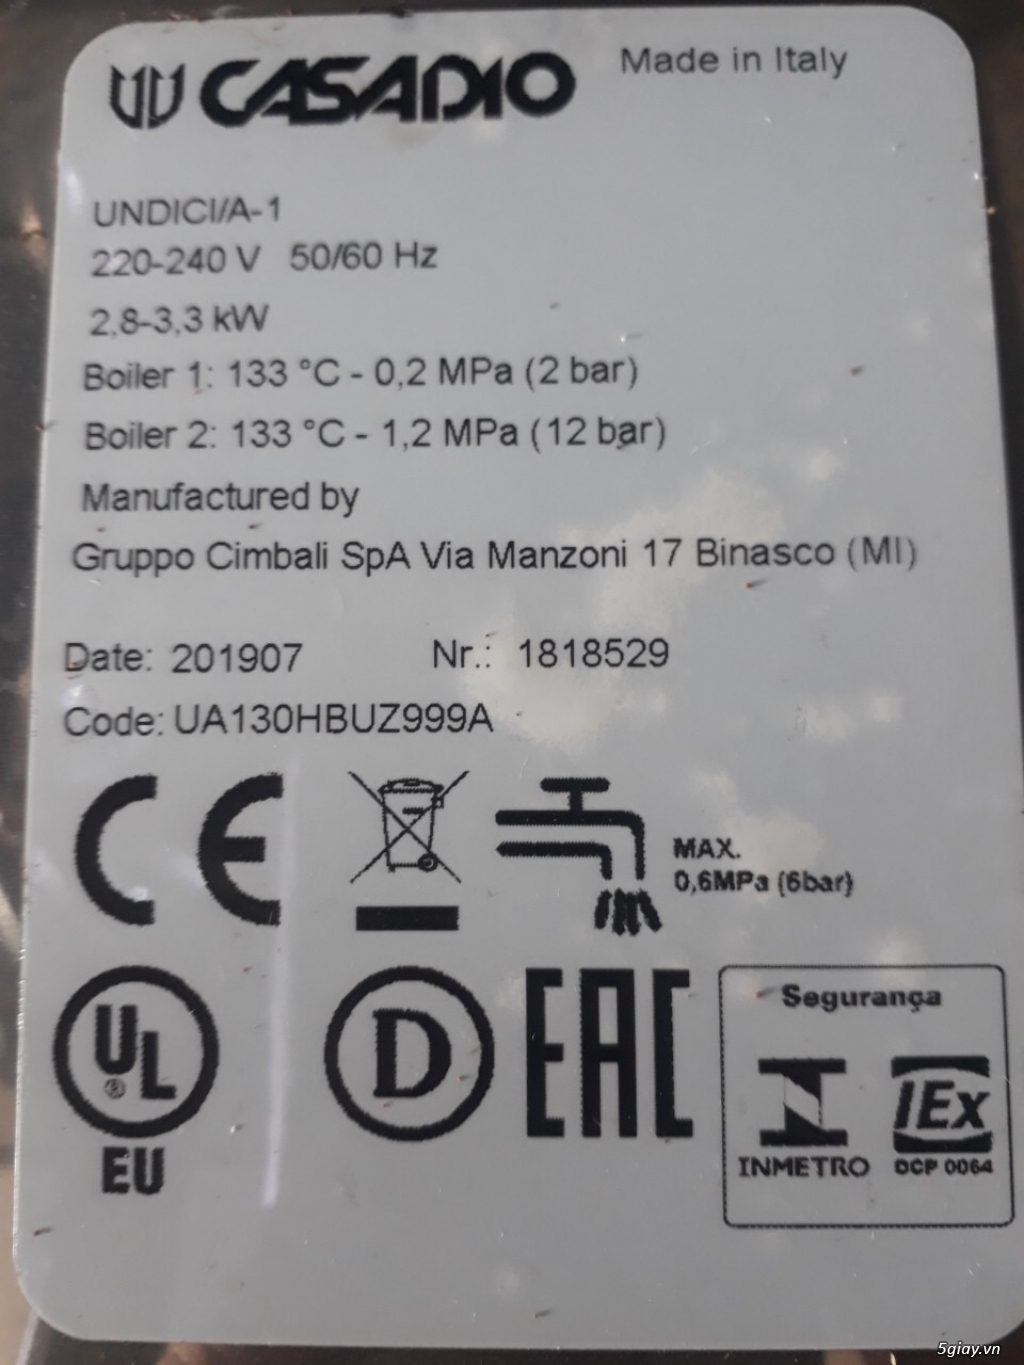 CASADIO Made in Italy
UNDICI/A-1
220-240 V 50/60 Hz
2,8-3,3 kW
Boiler 1: 133 °C - 0,2 MPa (2 bar)
Boiler 2: 133 °C - 1,2 MPa (12 bar)
Manufactured by
Gruppo Cimbali SpA Via Manzoni 17 Binasco (MI)
Date: 201907 Nr.: 1818529
Code: UA130HBUZ999A
CE
MAX.
0,6MPa (6bar)
UL
EU
D
EAC
Segurança
IEx
INMETRO OCP 0064
5giay.vn